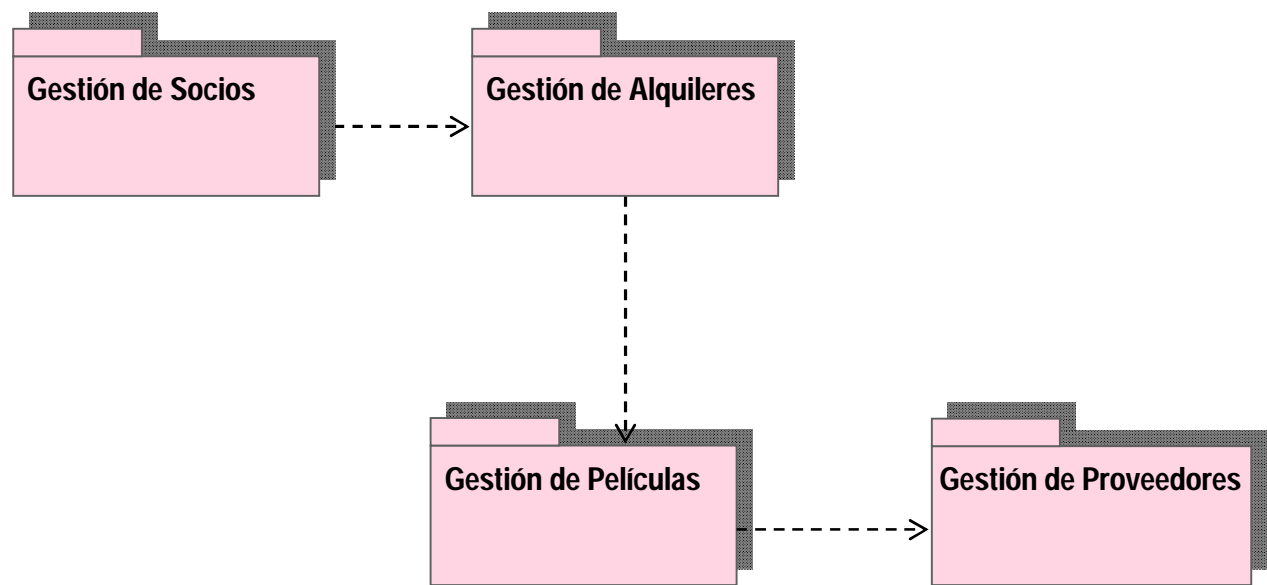 Gestión de Socios
Gestión de Alquileres
Gestión de Películas
Gestión de Proveedores